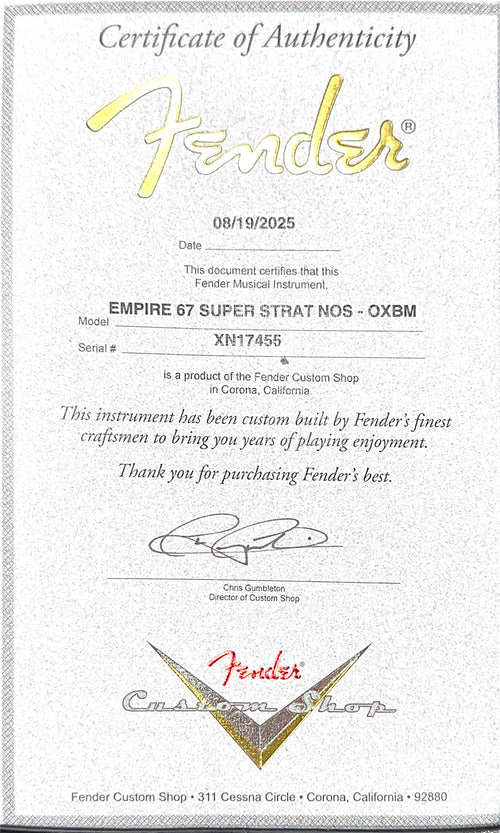 Certificate of Authenticity
Fender®
08/19/2025
Date
This document certifies that this
Fender Musical Instrument,
EMPIRE 67 SUPER STRAT NOS - OXBM
Model
XN17455
Serial #
is a product of the Fender Custom Shop
in Corona, California
This instrument has been custom built by Fender's finest
craftsmen to bring you years of playing enjoyment.
Thank you for purchasing Fender's best.
Chris Gumbleton
Director of Custom Shop
Fender®
Custom Shop
Fender Custom Shop • 311 Cessna Circle • Corona, California • 92880